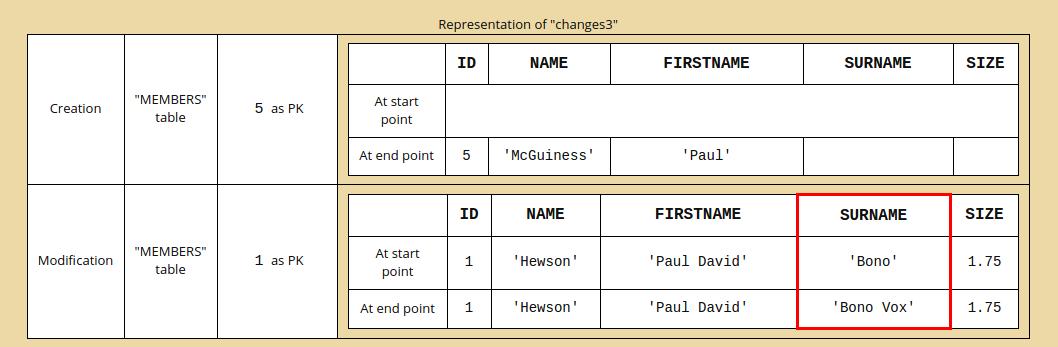 Representation of "changes3"
Creation
"MEMBERS"
table
5 as PK
ID NAME FIRSTNAME SURNAME SIZE
At start
point
At end point 5 'McGuiness' 'Paul'
Modification
"MEMBERS"
table
1 as PK
ID NAME FIRSTNAME SURNAME SIZE
At start
point
1 'Hewson' 'Paul David' 'Bono' 1.75
At end point 1 'Hewson' 'Paul David' 'Bono Vox' 1.75